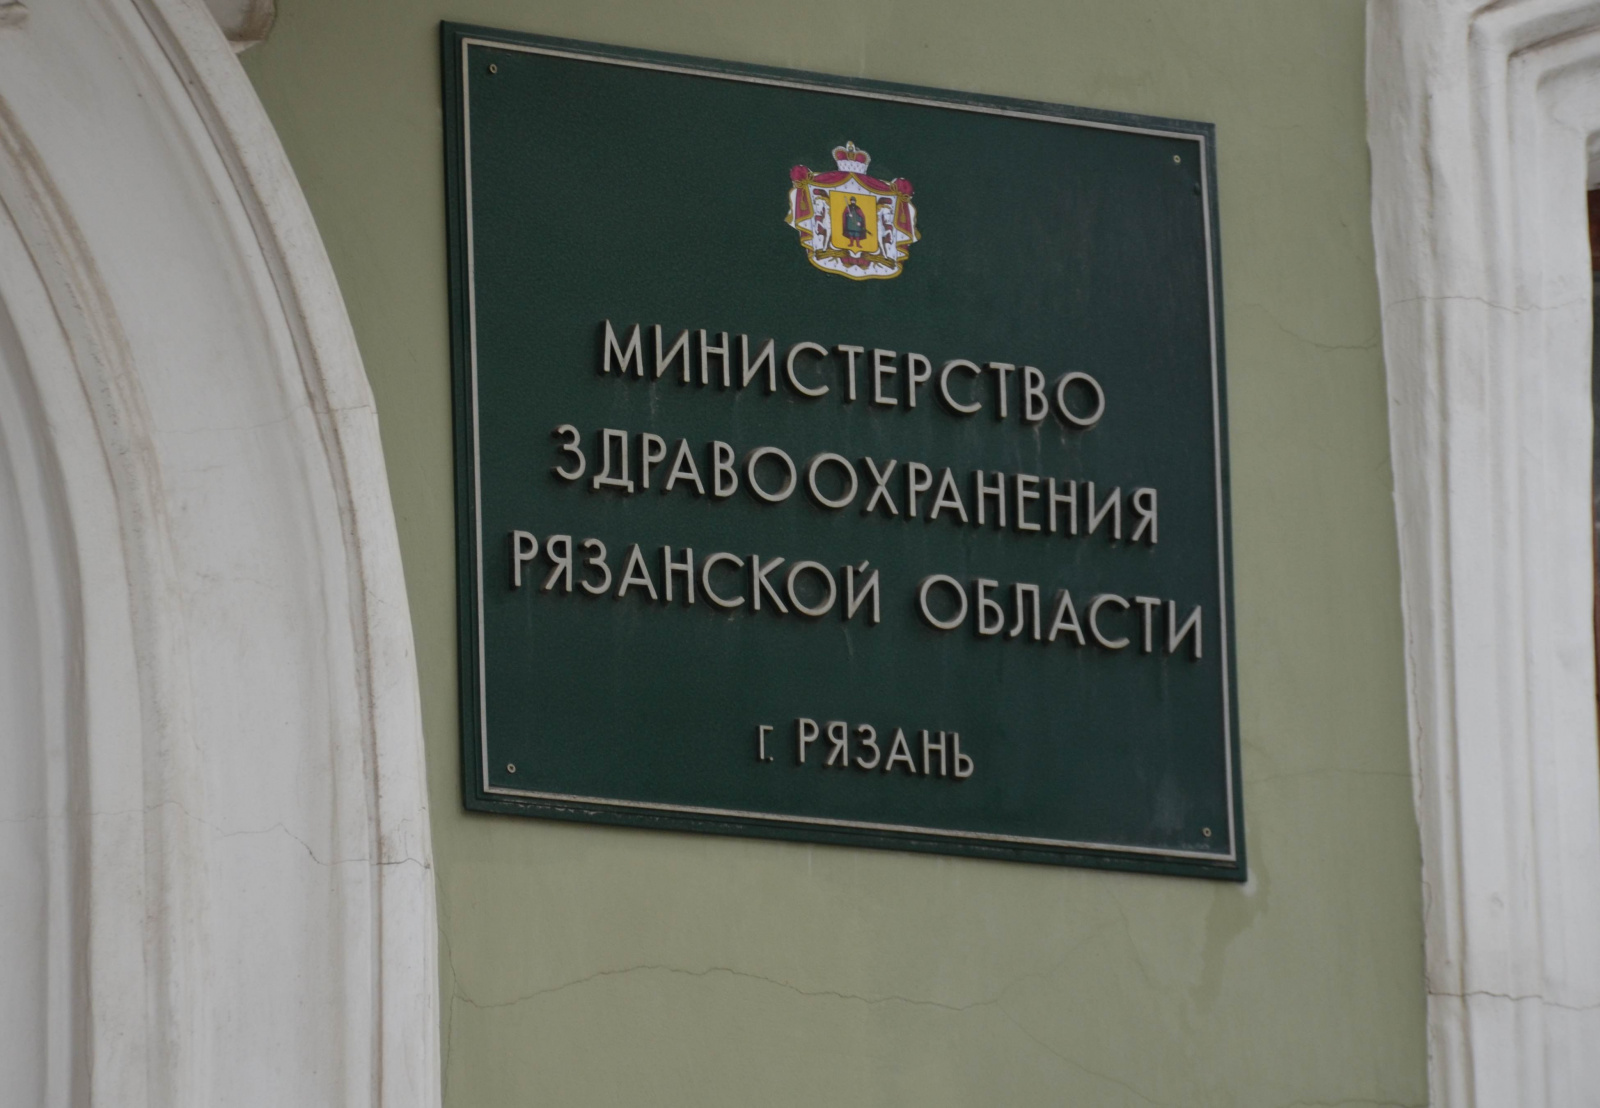 МИНИСТЕРСТВО
ЗДРАВООХРАНЕНИЯ
РЯЗАНСКОЙ ОБЛАСТИ
г. РЯЗАНЬ